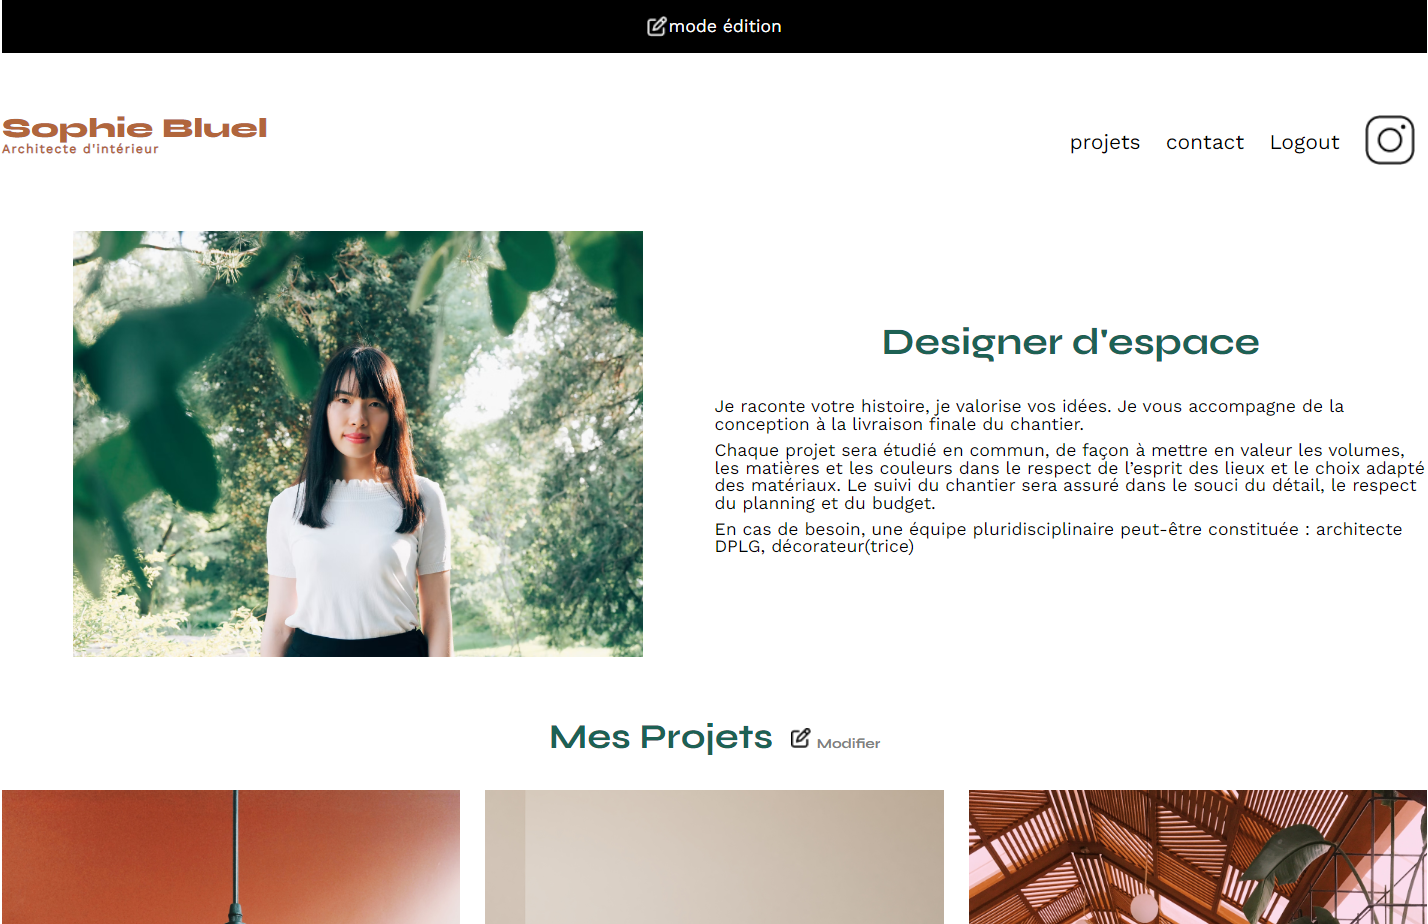 mode édition
Sophie Bluel
Architecte d'intérieur
projets contact Logout
Designer d'espace
Je raconte votre histoire, je valorise vos idées. Je vous accompagne de la
conception à la livraison finale du chantier.
Chaque projet sera étudié en commun, de façon à mettre en valeur les volumes,
les matières et les couleurs dans le respect de l’esprit des lieux et le choix adapté
des matériaux. Le suivi du chantier sera assuré dans le souci du détail, le respect
du planning et du budget.
En cas de besoin, une équipe pluridisciplinaire peut-être constituée : architecte
DPLG, décorateur(trice)
Mes Projets Modifier